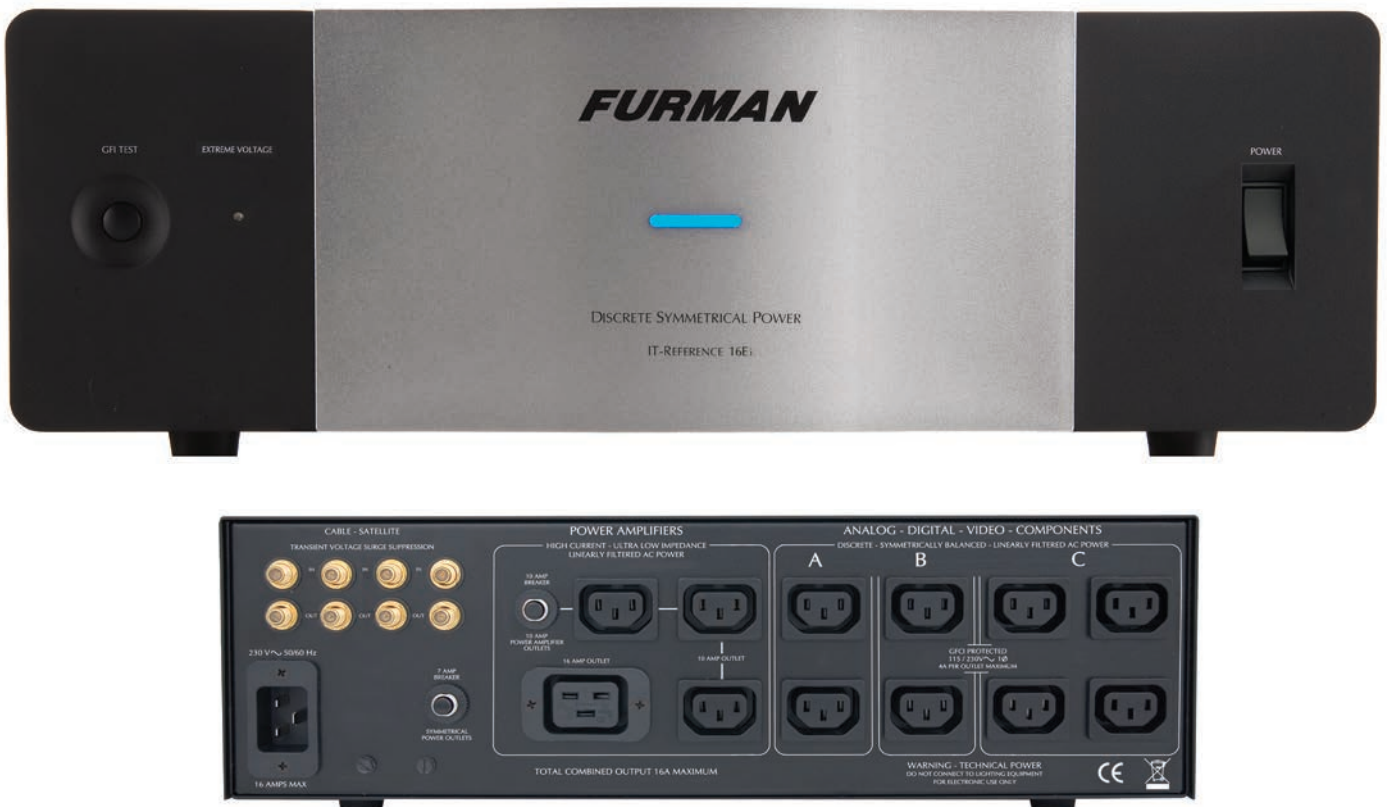 FURMAN
GFI TEST
EXTREME VOLTAGE
POWER
DISCRETE SYMMETRICAL POWER
IT-REFERENCE 16Ei
CABLE - SATELLITE
TRANSIENT VOLTAGE SURGE SUPPRESSION
IN IN IN
OUT OUT OUT
230 V~ 50/60 Hz
16 AMPS MAX
7 AMP
BREAKER
SYMMETRICAL
POWER OUTLETS
POWER AMPLIFIERS
HIGH CURRENT - ULTRA LOW IMPEDANCE
LINEARLY FILTERED AC POWER
10 AMP
BREAKER
10 AMP
POWER AMPLIFIER
OUTLETS
16 AMP OUTLET
10 AMP OUTLET
TOTAL COMBINED OUTPUT 16A MAXIMUM
ANALOG - DIGITAL - VIDEO - COMPONENTS
DISCRETE - SYMMETRICALLY BALANCED - LINEARLY FILTERED AC POWER
A B C
GFCI PROTECTED
115 / 230V~ 1Ø
4A PER OUTLET MAXIMUM
WARNING - TECHNICAL POWER
DO NOT CONNECT TO LIGHTING EQUIPMENT
FOR ELECTRONIC USE ONLY
CE